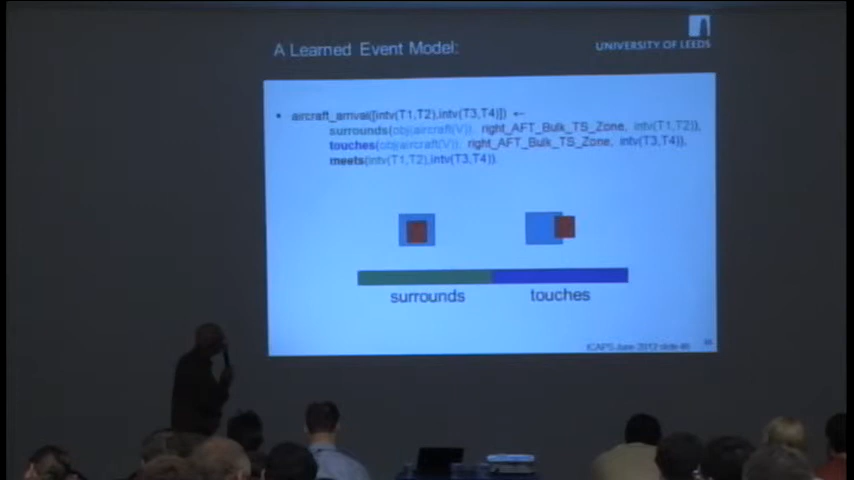 A Learned Event Model:
UNIVERSITY OF LEEDS
• aircraft_arrival([intv(T1,T2),intv(T3,T4)]) ←
surrounds(obj(aircraft(V)), right_AFT_Bulk_TS_Zone, intv(T1,T2)),
touches(obj(aircraft(V)), right_AFT_Bulk_TS_Zone, intv(T3,T4)),
meets(intv(T1,T2),intv(T3,T4)).
surrounds touches
ICAPS June 2012 slide 46